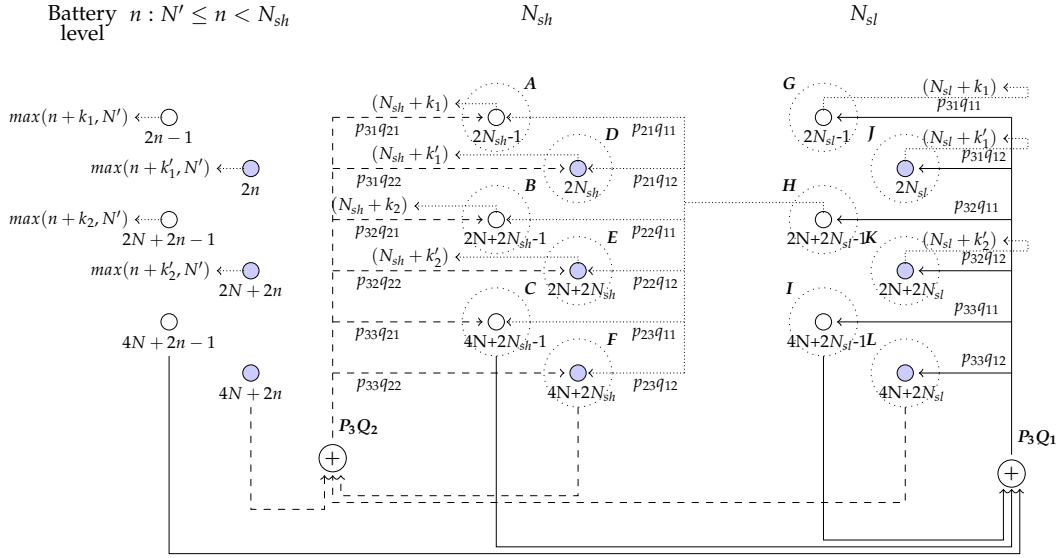 Battery level n : N′ ≤ n < N_sh N_sh N_sl
A G (N_sl + k_1)
(N_sh + k_1) p_31q_11
max(n + k_1, N′) 2n−1 p_31q_21 2N_sh-1 p_21q_11 2N_sl-1
D J (N_sl + k′_1)
(N_sh + k′_1) p_31q_12
max(n + k′_1, N′) 2n p_31q_22 2N_sh p_21q_12 2N_sl
B H
(N_sh + k_2) p_32q_11
max(n + k_2, N′) 2N + 2n − 1 p_32q_21 2N+2N_sh-1 p_22q_11 2N+2N_sl-1
E K (N_sl + k′_2)
(N_sh + k′_2) p_32q_12
max(n + k′_2, N′) 2N + 2n p_32q_22 2N+2N_sh p_22q_12 2N+2N_sl
C I p_33q_11
4N + 2n − 1 p_33q_21 4N+2N_sh-1 p_23q_11 4N+2N_sl-1
F L p_33q_12
4N + 2n p_33q_22 4N+2N_sh p_23q_12 4N+2N_sl
P_3Q_2 P_3Q_1
+ +